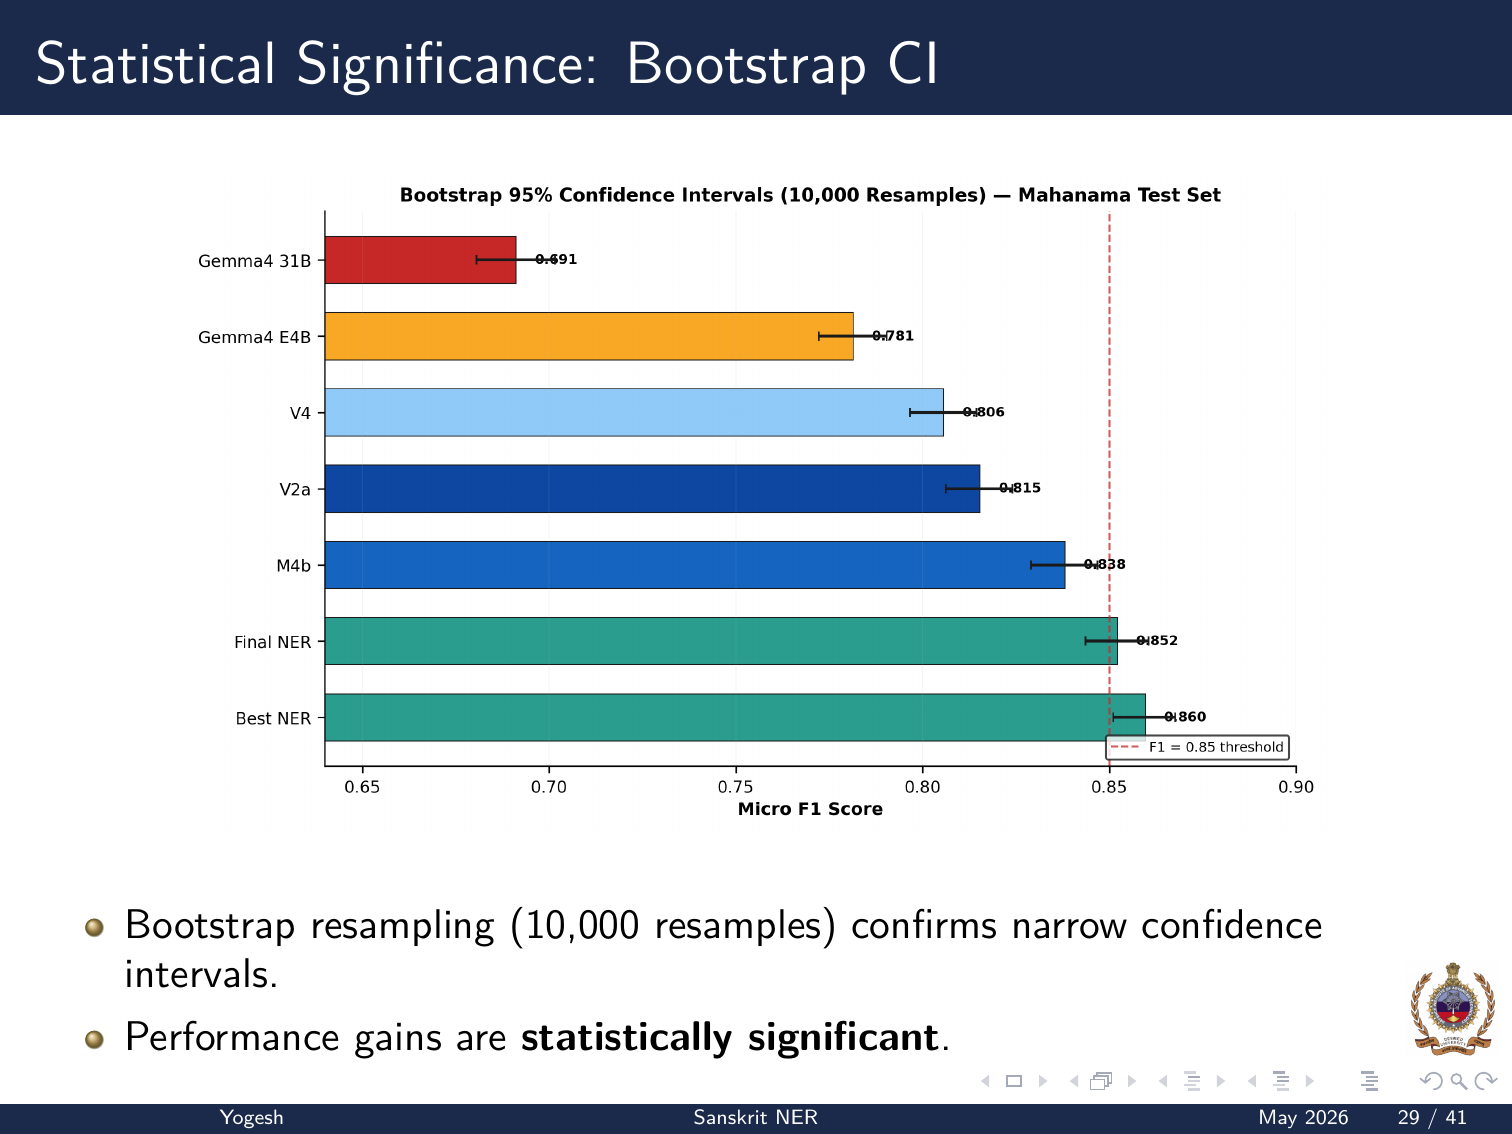 Statistical Significance: Bootstrap CI
Bootstrap 95% Confidence Intervals (10,000 Resamples) — Mahanama Test Set
Gemma4 31B
0.691
Gemma4 E4B
0.781
V4
0.806
V2a
0.815
M4b
0.838
Final NER
0.852
Best NER
0.860
F1 = 0.85 threshold
0.65 0.70 0.75 0.80 0.85 0.90
Micro F1 Score
Bootstrap resampling (10,000 resamples) confirms narrow confidence
intervals.
Performance gains are statistically significant.
Yogesh Sanskrit NER May 2026 29 / 41